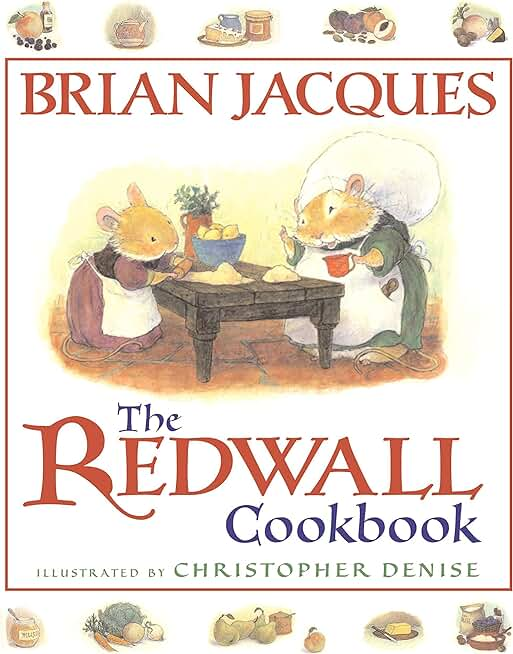 BRIAN JACQUES
The
REDWALL
Cookbook
ILLUSTRATED BY CHRISTOPHER DENISE